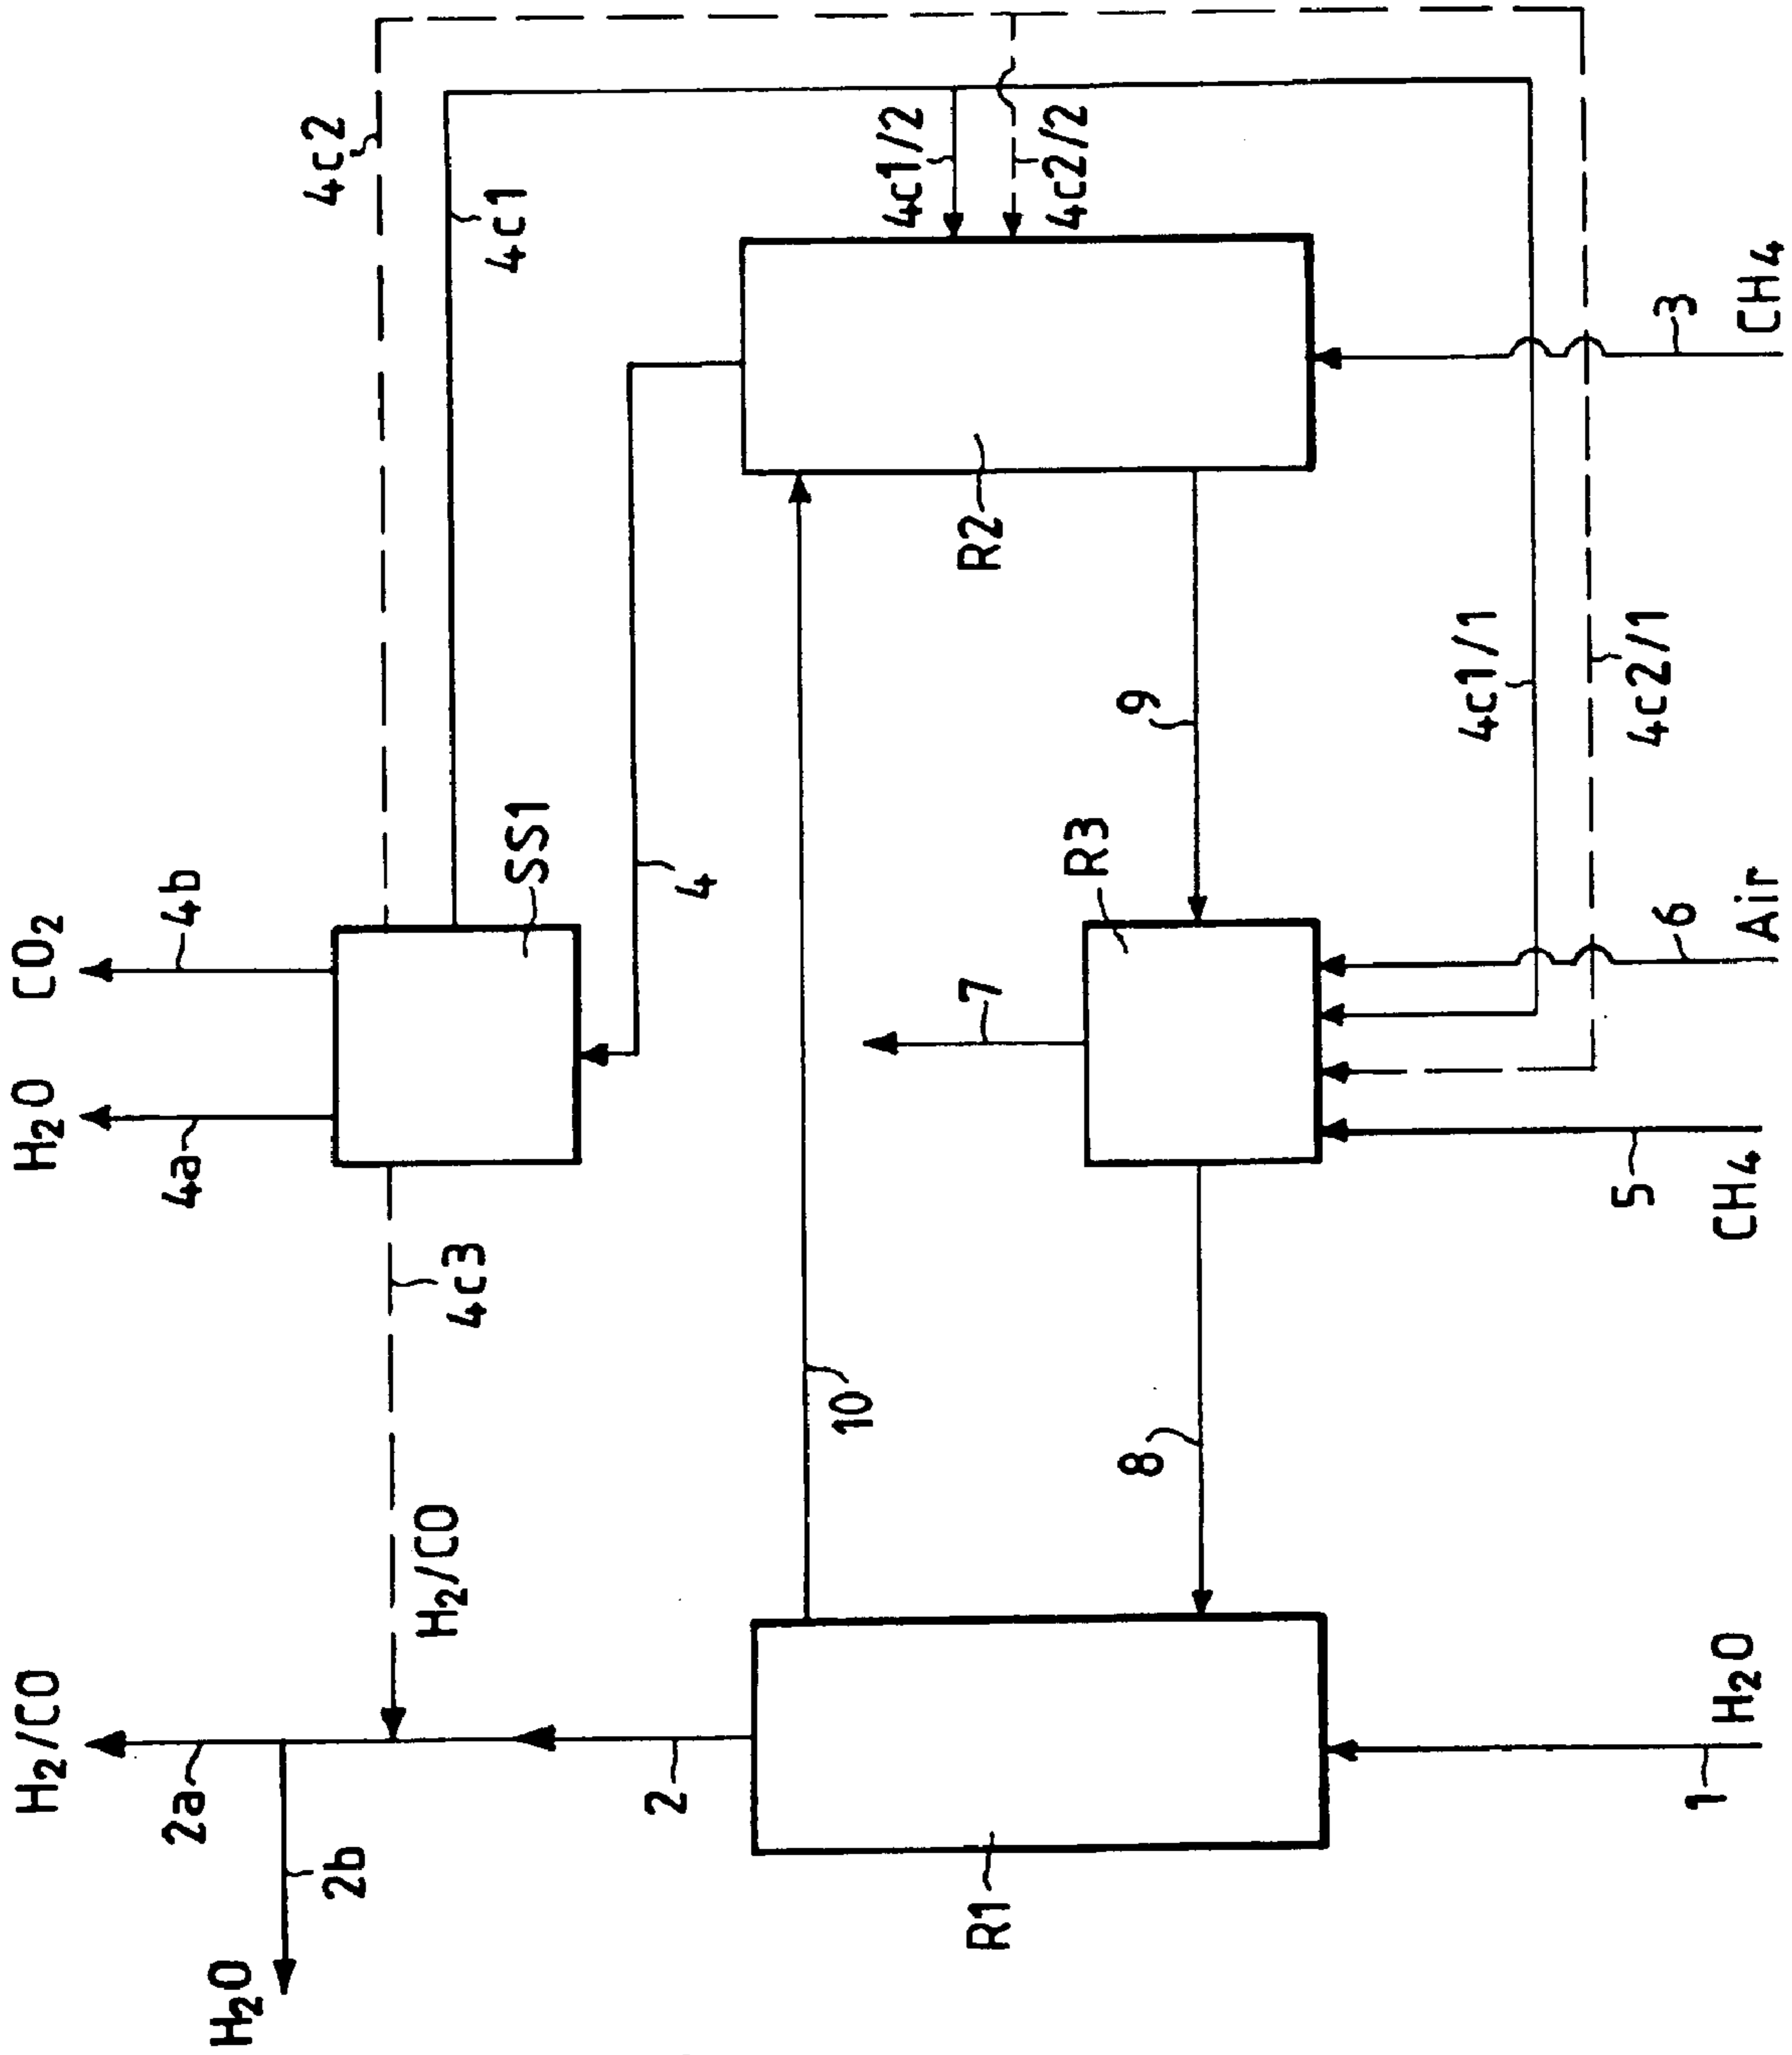 H₂O
2b
H₂/CO
2a
H₂/CO
4c3
H₂O
4a
CO₂
4b
SS1
4c2
4c1
2
4
10
R1
R2
4c1/2
4c2/2
7
R3
8
9
1
H₂O
5
CH₄
6
Air
4c1/1
4c2/1
3
CH₄